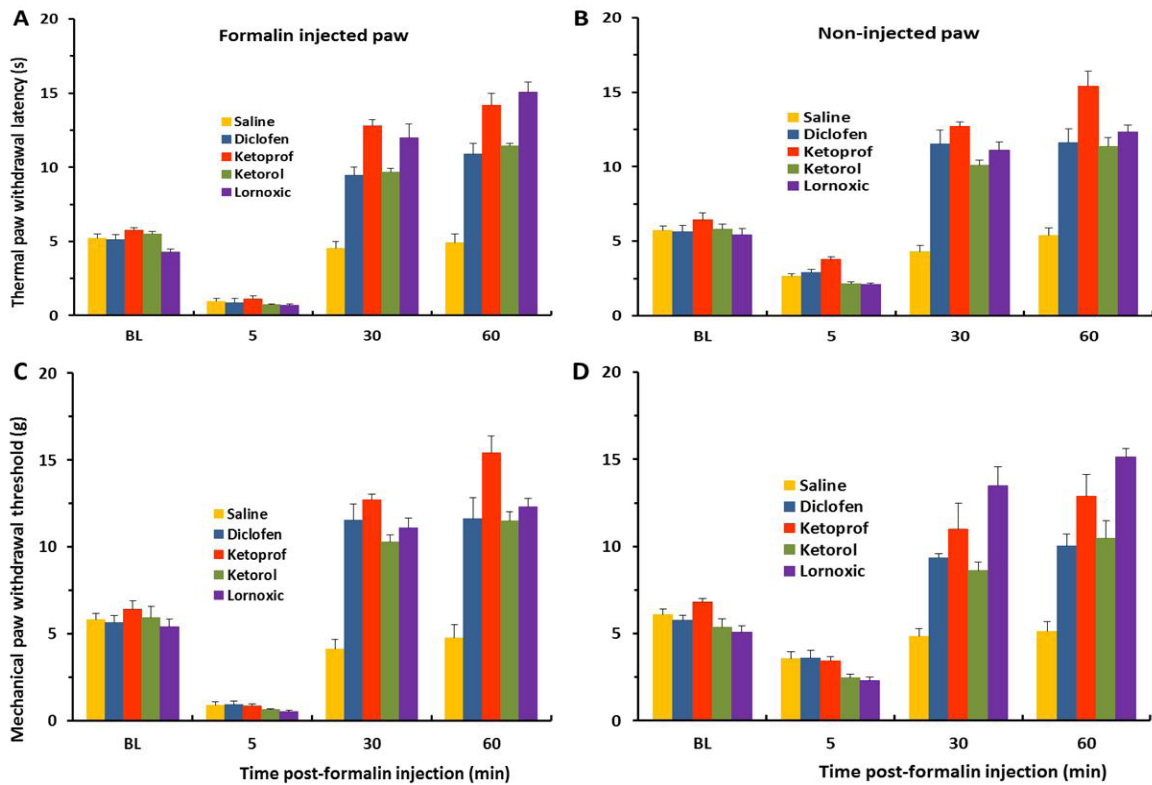 A
Formalin injected paw
Thermal paw withdrawal latency (s)
20
15
10
5
0
Saline
Diclofen
Ketoprof
Ketorol
Lornoxic
BL 5 30 60
B
Non-injected paw
20
15
10
5
0
Saline
Diclofen
Ketoprof
Ketorol
Lornoxic
BL 5 30 60
C
Mechanical paw withdrawal threshold (g)
20
15
10
5
0
Saline
Diclofen
Ketoprof
Ketorol
Lornoxic
BL 5 30 60
Time post-formalin injection (min)
D
20
15
10
5
0
Saline
Diclofen
Ketoprof
Ketorol
Lornoxic
BL 5 30 60
Time post-formalin injection (min)